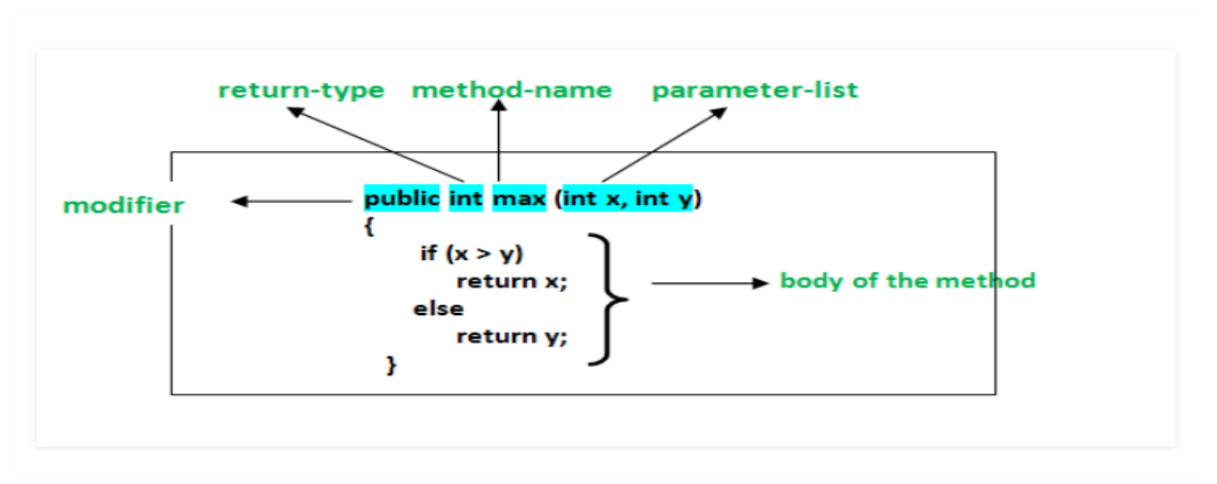 return-type method-name parameter-list
modifier
public int max (int x, int y)
{
if (x > y)
return x;
else
return y;
}
body of the method